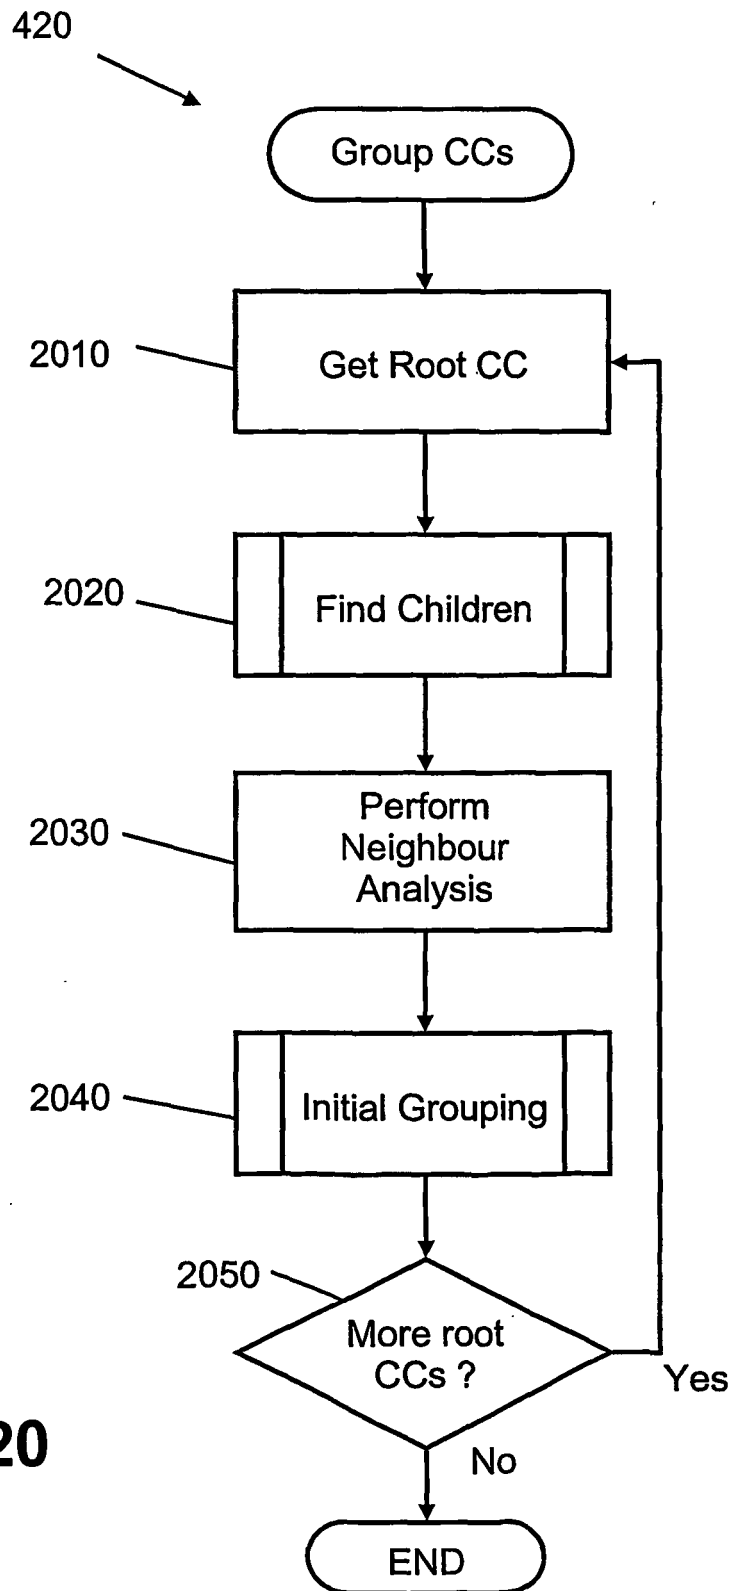 420
Group CCs
2010
Get Root CC
2020
Find Children
2030
Perform
Neighbour
Analysis
2040
Initial Grouping
2050
More root
CCs ?
Yes
20
No
END